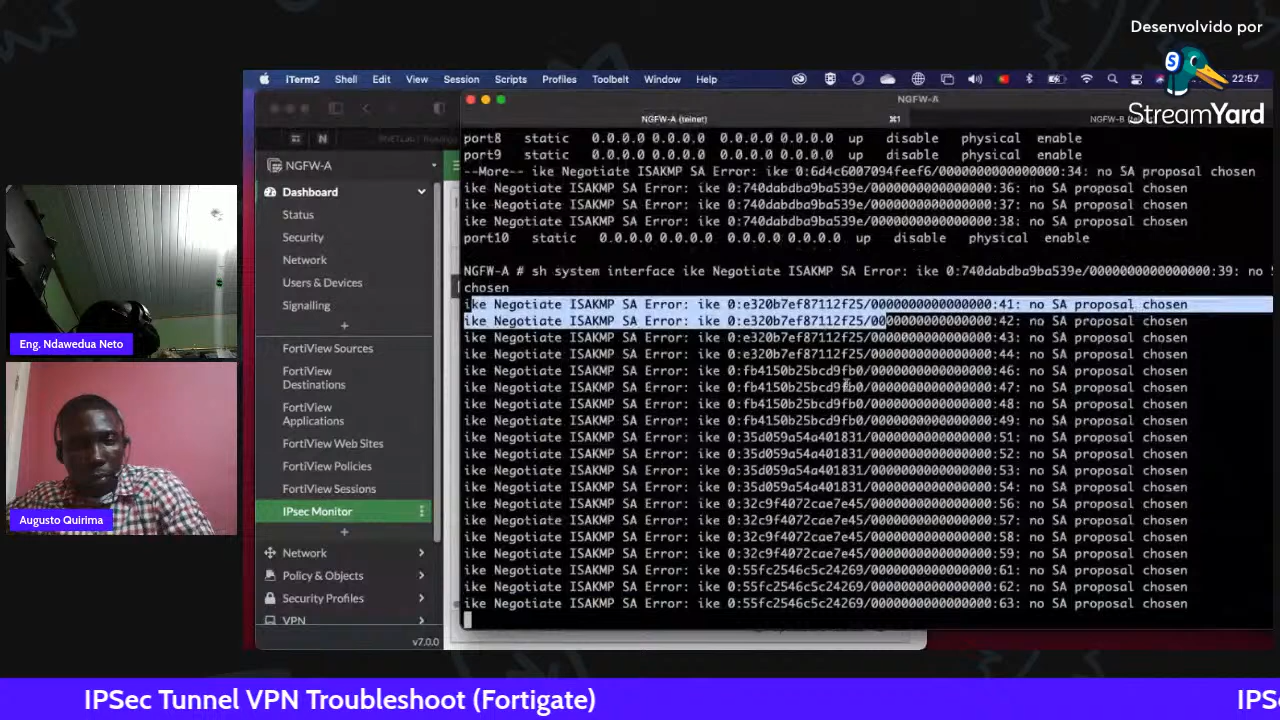 Desenvolvido por
StreamYard
iTerm2 Shell Edit View Session Scripts Profiles Toolbelt Window Help 22:57
NGFW-A
NGFW-A (telnet) ⌘1
NGFW-A
Dashboard
Status
Security
Network
Users & Devices
Signalling
FortiView Sources
FortiView
Destinations
FortiView
Applications
FortiView Web Sites
FortiView Policies
FortiView Sessions
IPsec Monitor
Network
Policy & Objects
Security Profiles
VPN
v7.0.0
port8 static 0.0.0.0 0.0.0.0 0.0.0.0 0.0.0.0 up disable physical enable
port9 static 0.0.0.0 0.0.0.0 0.0.0.0 0.0.0.0 up disable physical enable
--More-- ike Negotiate ISAKMP SA Error: ike 0:6d4c6007094feef6/0000000000000000:34: no SA proposal chosen
ike Negotiate ISAKMP SA Error: ike 0:740dabdba9ba539e/0000000000000000:36: no SA proposal chosen
ike Negotiate ISAKMP SA Error: ike 0:740dabdba9ba539e/0000000000000000:37: no SA proposal chosen
ike Negotiate ISAKMP SA Error: ike 0:740dabdba9ba539e/0000000000000000:38: no SA proposal chosen
port10 static 0.0.0.0 0.0.0.0 0.0.0.0 0.0.0.0 up disable physical enable
NGFW-A # sh system interface ike Negotiate ISAKMP SA Error: ike 0:740dabdba9ba539e/0000000000000000:39: no S
chosen
ike Negotiate ISAKMP SA Error: ike 0:e320b7ef87112f25/0000000000000000:41: no SA proposal chosen
ike Negotiate ISAKMP SA Error: ike 0:e320b7ef87112f25/0000000000000000:42: no SA proposal chosen
ike Negotiate ISAKMP SA Error: ike 0:e320b7ef87112f25/0000000000000000:43: no SA proposal chosen
ike Negotiate ISAKMP SA Error: ike 0:e320b7ef87112f25/0000000000000000:44: no SA proposal chosen
ike Negotiate ISAKMP SA Error: ike 0:fb4150b25bcd9fb0/0000000000000000:46: no SA proposal chosen
ike Negotiate ISAKMP SA Error: ike 0:fb4150b25bcd9fb0/0000000000000000:47: no SA proposal chosen
ike Negotiate ISAKMP SA Error: ike 0:fb4150b25bcd9fb0/0000000000000000:48: no SA proposal chosen
ike Negotiate ISAKMP SA Error: ike 0:fb4150b25bcd9fb0/0000000000000000:49: no SA proposal chosen
ike Negotiate ISAKMP SA Error: ike 0:35d059a54a401831/0000000000000000:51: no SA proposal chosen
ike Negotiate ISAKMP SA Error: ike 0:35d059a54a401831/0000000000000000:52: no SA proposal chosen
ike Negotiate ISAKMP SA Error: ike 0:35d059a54a401831/0000000000000000:53: no SA proposal chosen
ike Negotiate ISAKMP SA Error: ike 0:35d059a54a401831/0000000000000000:54: no SA proposal chosen
ike Negotiate ISAKMP SA Error: ike 0:32c9f4072cae7e45/0000000000000000:56: no SA proposal chosen
ike Negotiate ISAKMP SA Error: ike 0:32c9f4072cae7e45/0000000000000000:57: no SA proposal chosen
ike Negotiate ISAKMP SA Error: ike 0:32c9f4072cae7e45/0000000000000000:58: no SA proposal chosen
ike Negotiate ISAKMP SA Error: ike 0:32c9f4072cae7e45/0000000000000000:59: no SA proposal chosen
ike Negotiate ISAKMP SA Error: ike 0:55fc2546c5c24269/0000000000000000:61: no SA proposal chosen
ike Negotiate ISAKMP SA Error: ike 0:55fc2546c5c24269/0000000000000000:62: no SA proposal chosen
ike Negotiate ISAKMP SA Error: ike 0:55fc2546c5c24269/0000000000000000:63: no SA proposal chosen
Eng. Ndawedua Neto
Augusto Quirima
IPSec Tunnel VPN Troubleshoot (Fortigate)
IPS